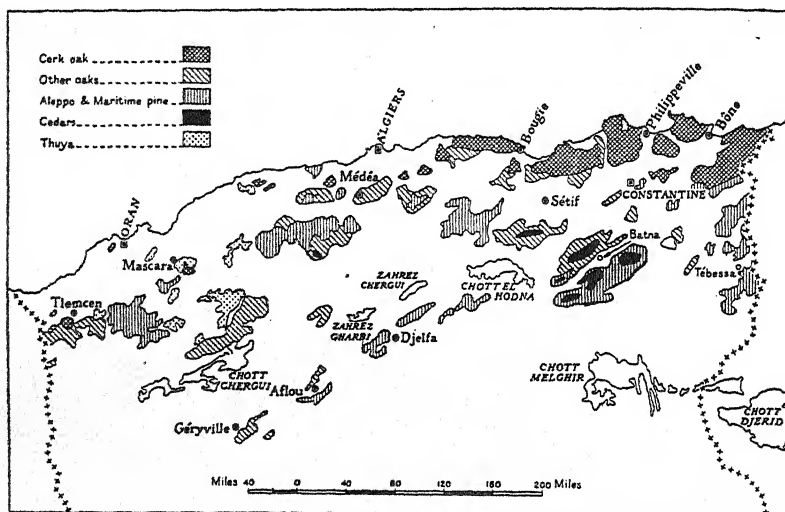 Cerk oak
Other oaks
Aleppo & Maritime pine
Cedars
Thuya
ORAN
ALGIERS
Bougie
Philippeville
Bône
Médéa
Sétif
CONSTANTINE
Batna
Tébessa
Mascara
Tlemcen
ZAHREZ
CHERGUI
CHOTT EL
HODNA
ZAHREZ
GHARBI
Djelfa
CHOTT
CHERGUI
Aflou
Géryville
CHOTT
MELGHIR
CHOTT
DJERID
Miles 40 0 40 80 120 200 Miles